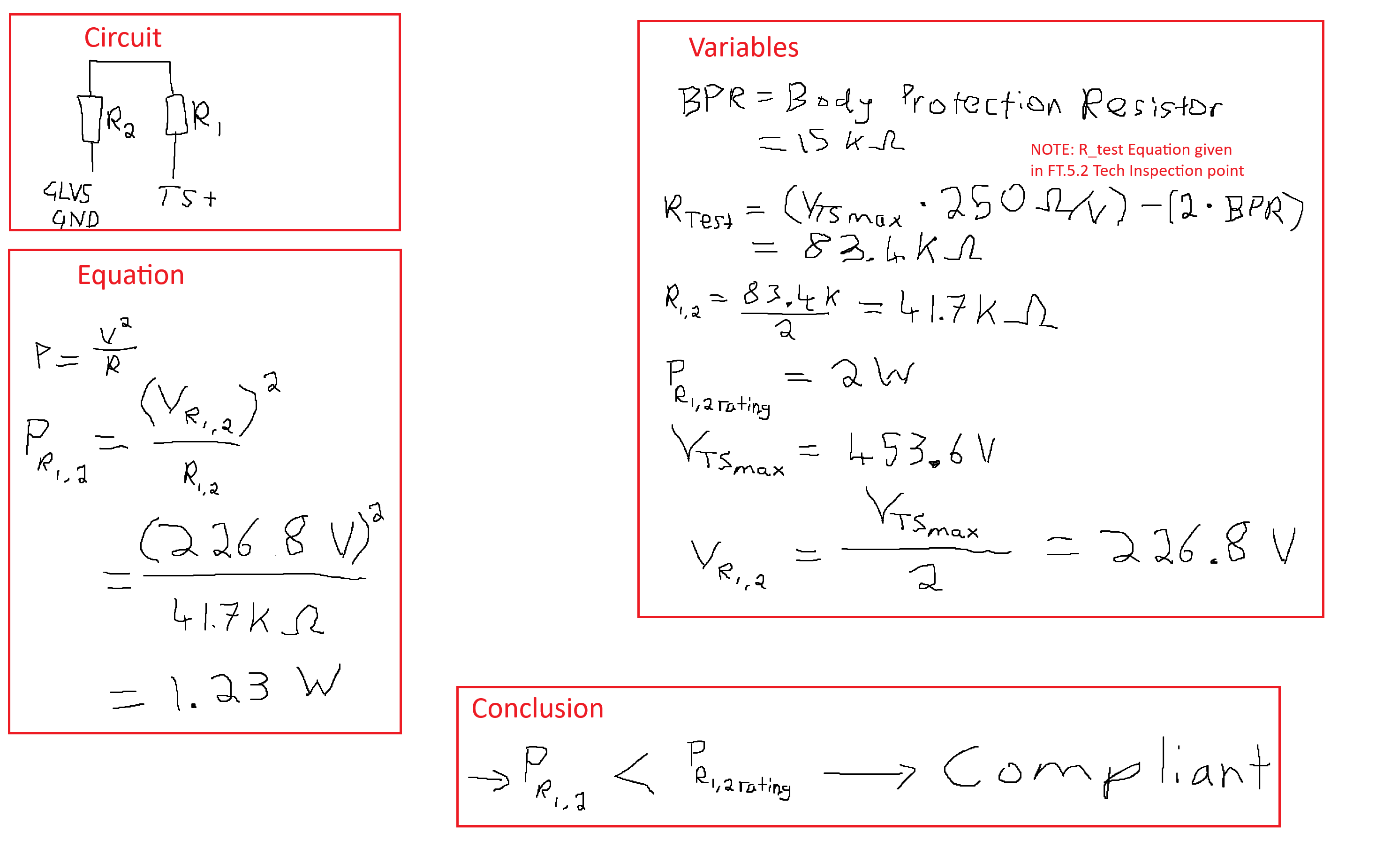 Circuit
R2
R1
GLVS
GND
TS+
Equation
P = V²/R
P_R1,2 = (V_R1,2)²/R1,2
= (226.8 V)²/41.7K Ω
= 1.23 W
Variables
BPR = Body Protection Resistor
= 15 kΩ
NOTE: R_test Equation given
in FT.5.2 Tech Inspection point
R_Test = (V_TSmax · 250 Ω/V) - (2 · BPR)
= 83.4K Ω
R1,2 = 83.4K/2 = 41.7K Ω
P_R1,2rating = 2W
V_TSmax = 453.6 V
V_R1,2 = V_TSmax/2 = 226.8 V
Conclusion
→ P_R1,2 < P_R1,2rating → Compliant